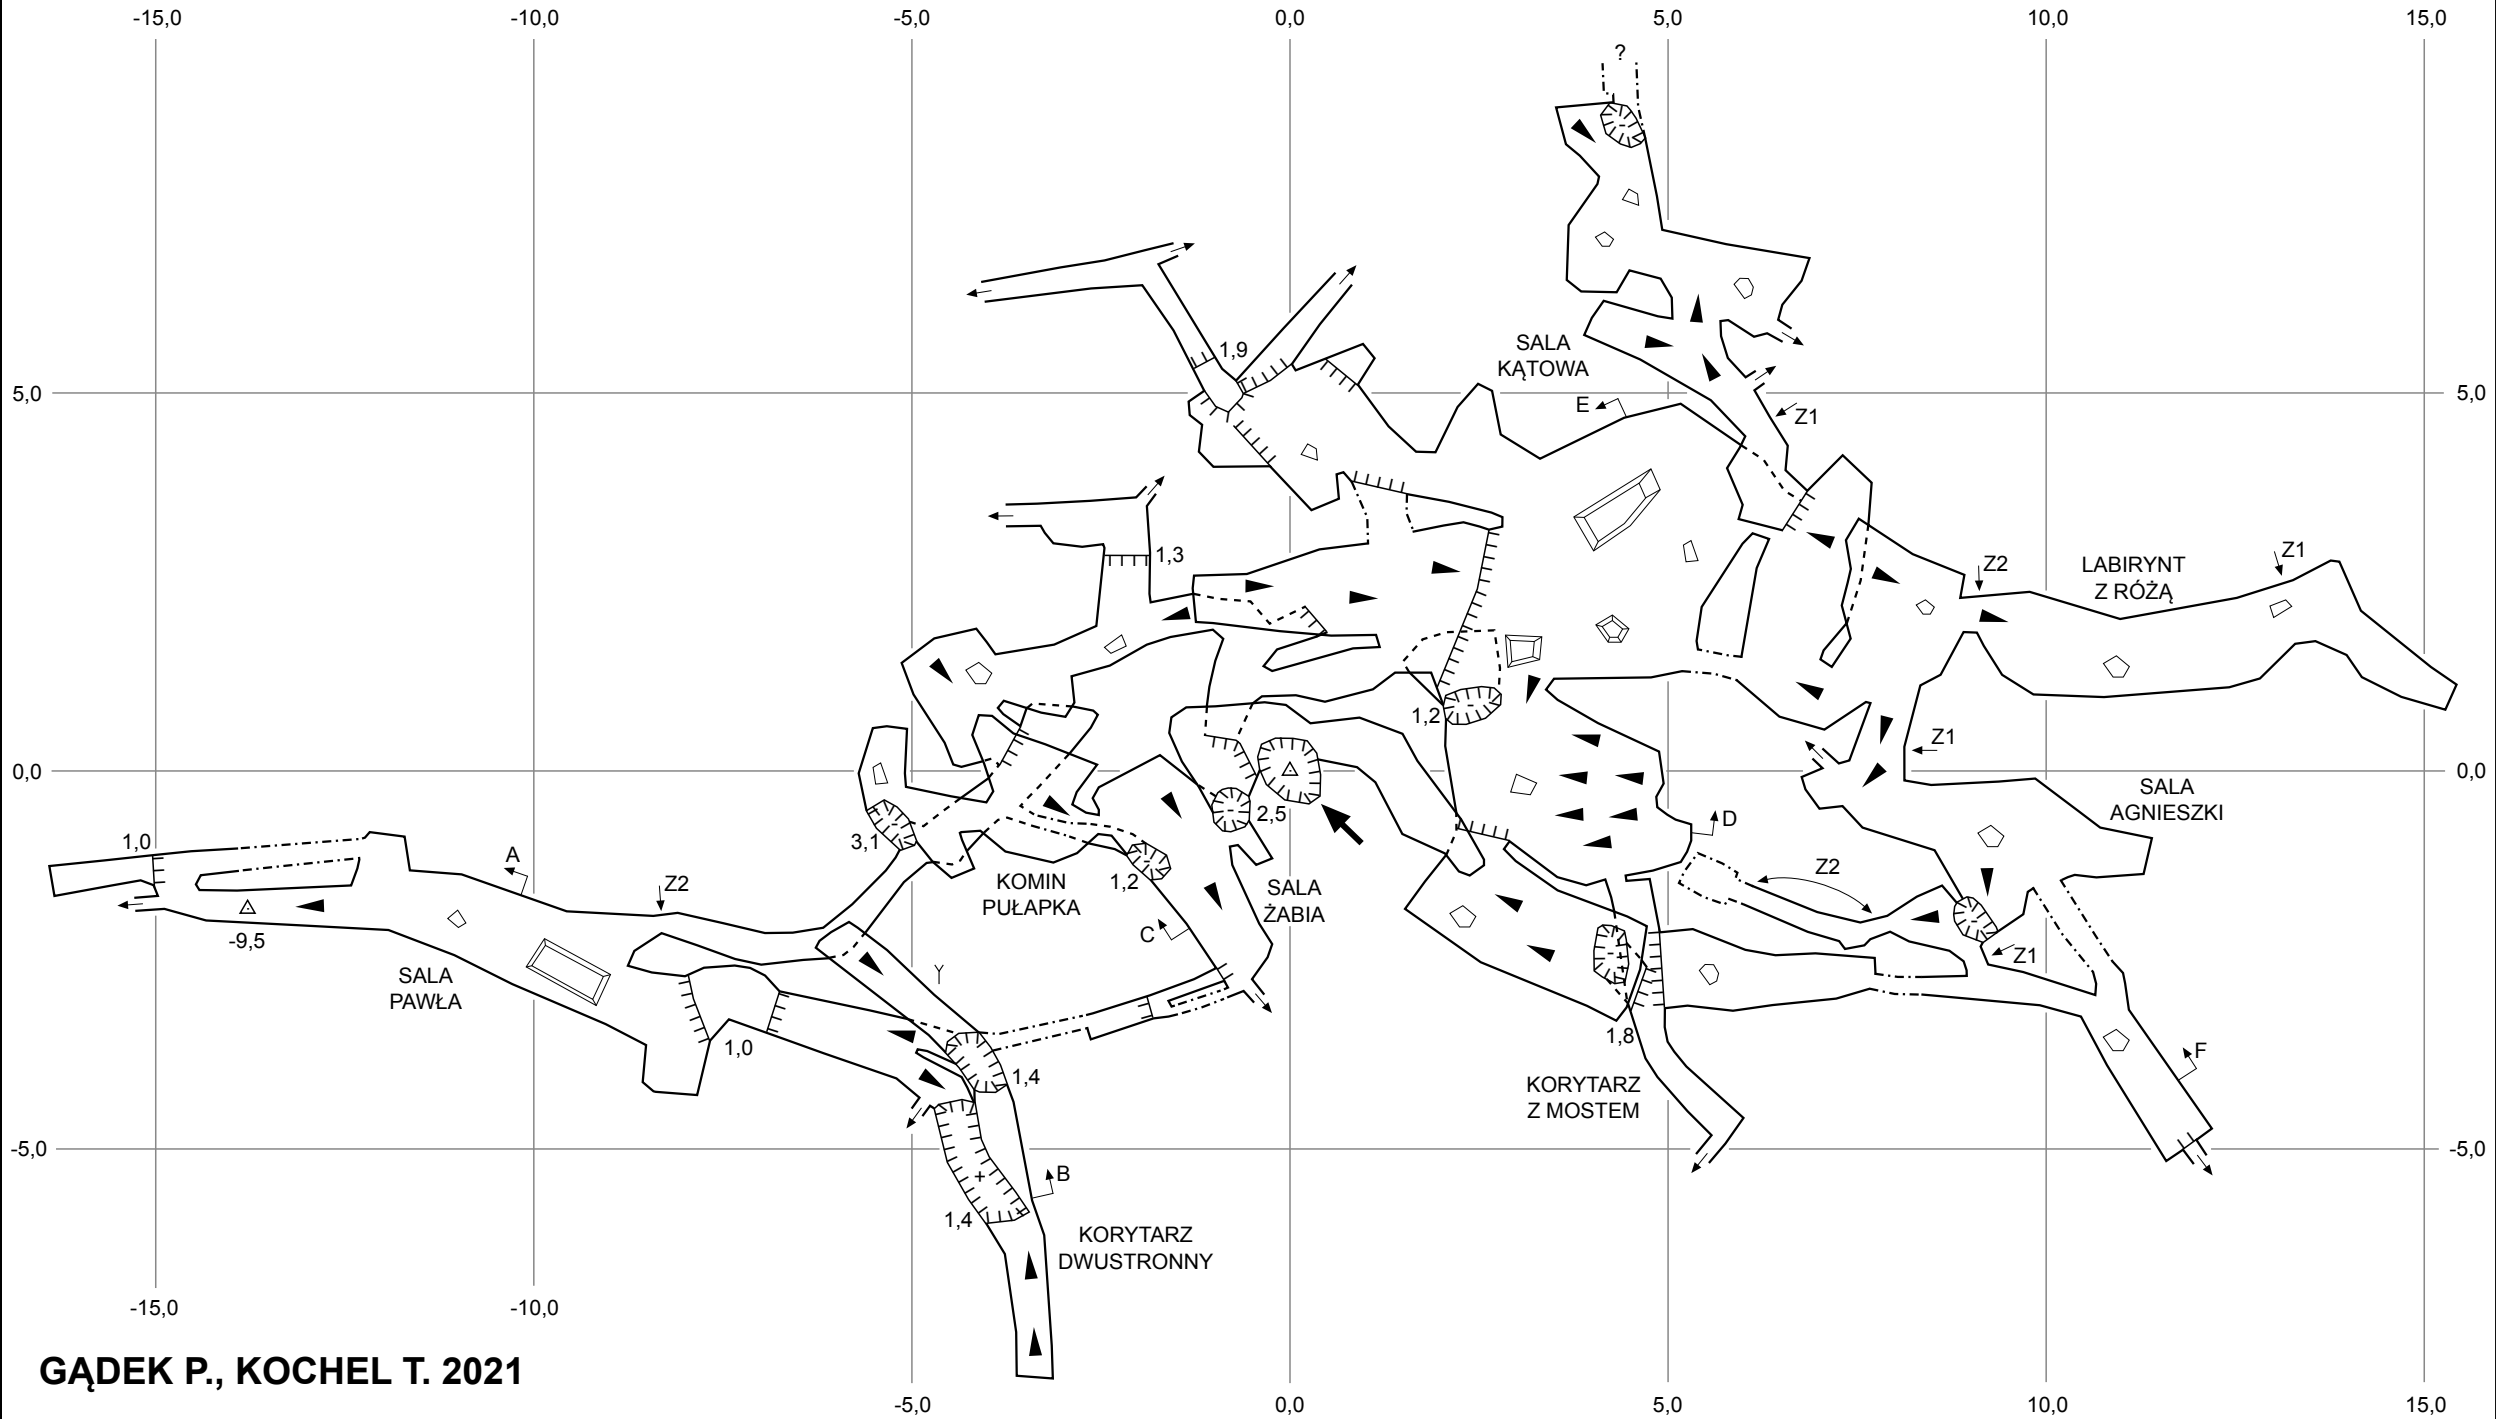 -15,0 -10,0 -5,0 0,0 5,0 10,0 15,0
?
1,9
SALA
KĄTOWA
5,0 5,0
E
Z1
1,3
Z2
LABIRYNT
Z RÓŻĄ
Z1
1,2
Z1
0,0 0,0
SALA
AGNIESZKI
1,0
3,1
2,5
D
A
Z2
KOMIN
PUŁAPKA
1,2
SALA
ŻABIA
Z2
-9,5
C
Z1
SALA
PAWŁA
Y
1,0
1,8
F
1,4
KORYTARZ
Z MOSTEM
-5,0 -5,0
B
1,4
KORYTARZ
DWUSTRONNY
-15,0 -10,0
GĄDEK P., KOCHEL T. 2021
-5,0 0,0 5,0 10,0 15,0